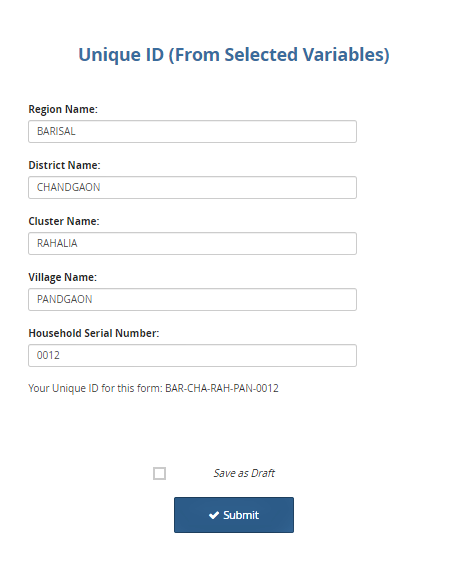 Unique ID (From Selected Variables)
Region Name:
BARISAL
District Name:
CHANDGAON
Cluster Name:
RAHALIA
Village Name:
PANDGAON
Household Serial Number:
0012
Your Unique ID for this form: BAR-CHA-RAH-PAN-0012
Save as Draft
Submit